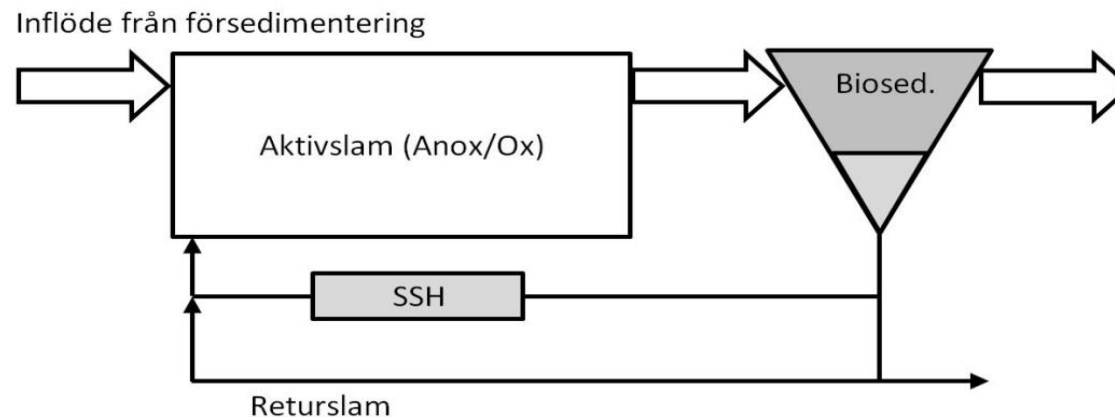 Inflöde från försedimentering
Biosed.
Aktivslam (Anox/Ox)
SSH
Returslam